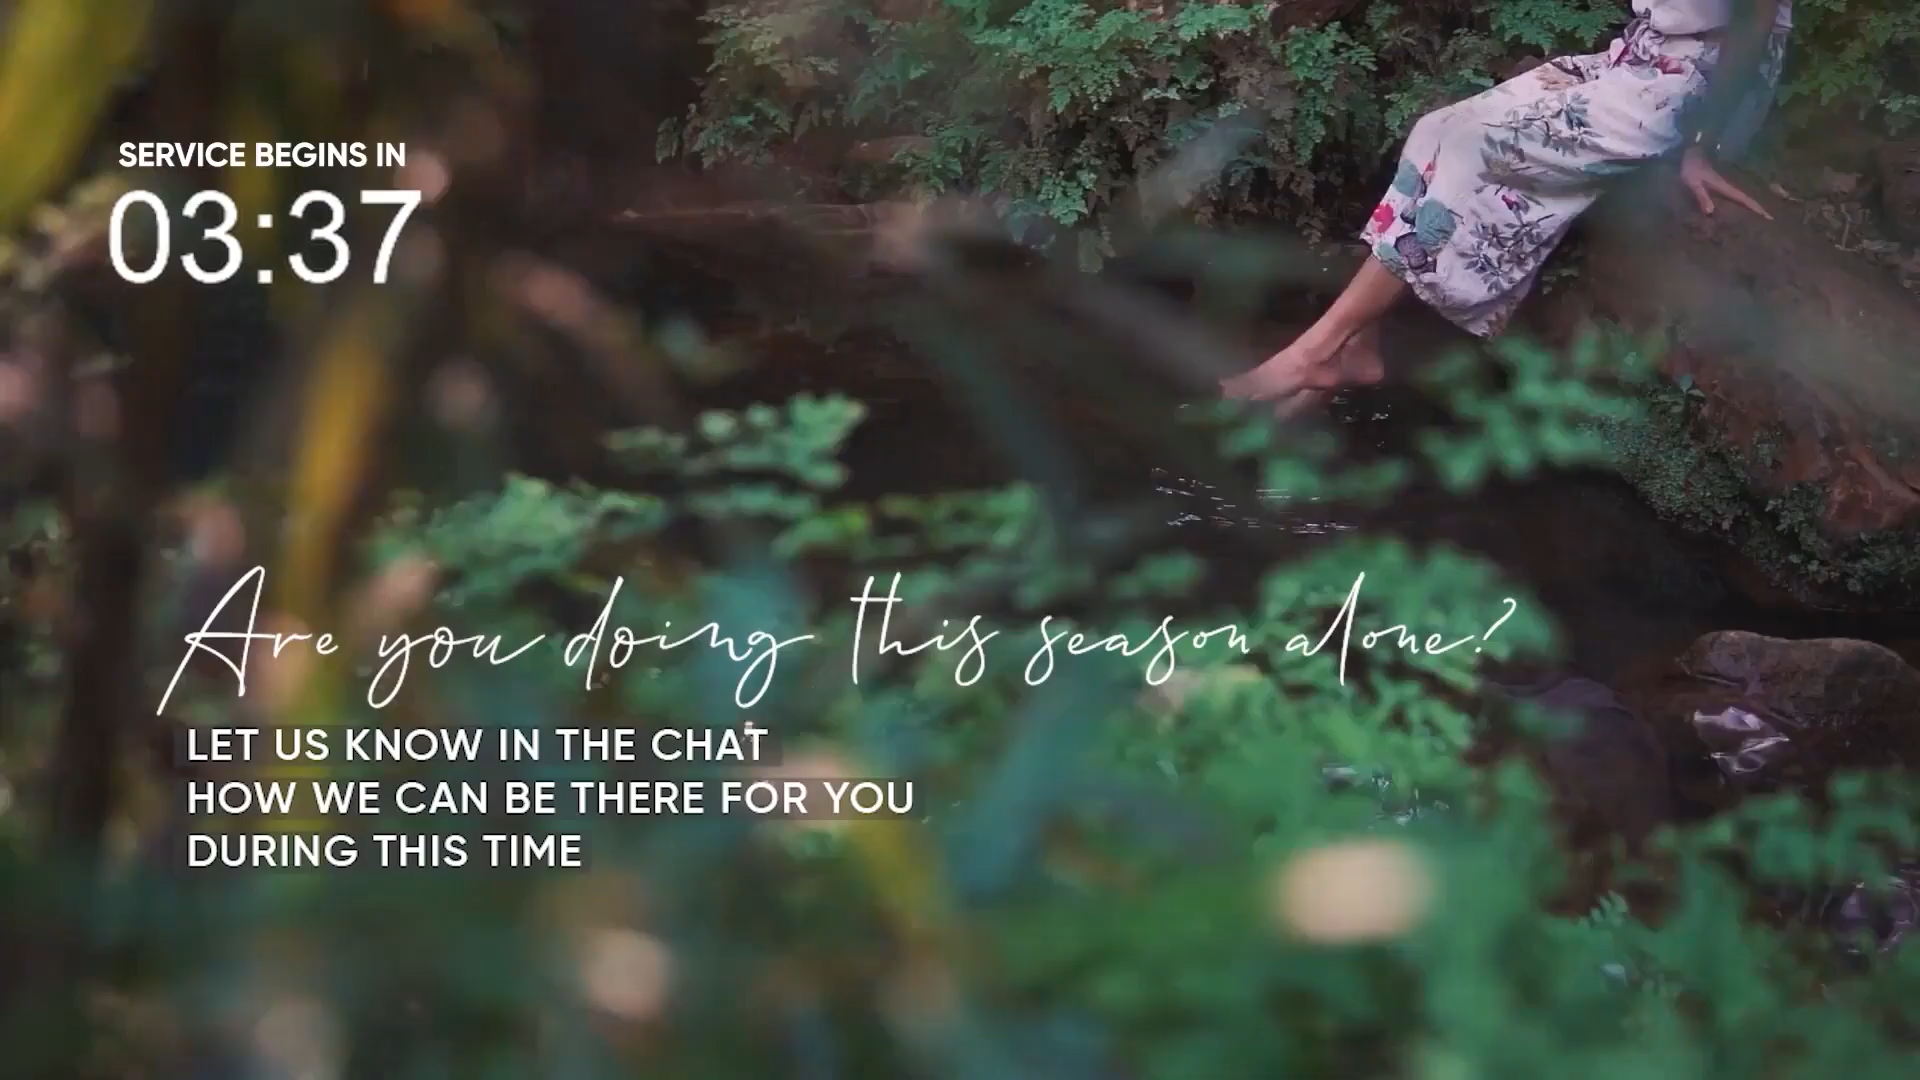 SERVICE BEGINS IN
03:37
Are you doing this season alone?
LET US KNOW IN THE CHAT
HOW WE CAN BE THERE FOR YOU
DURING THIS TIME